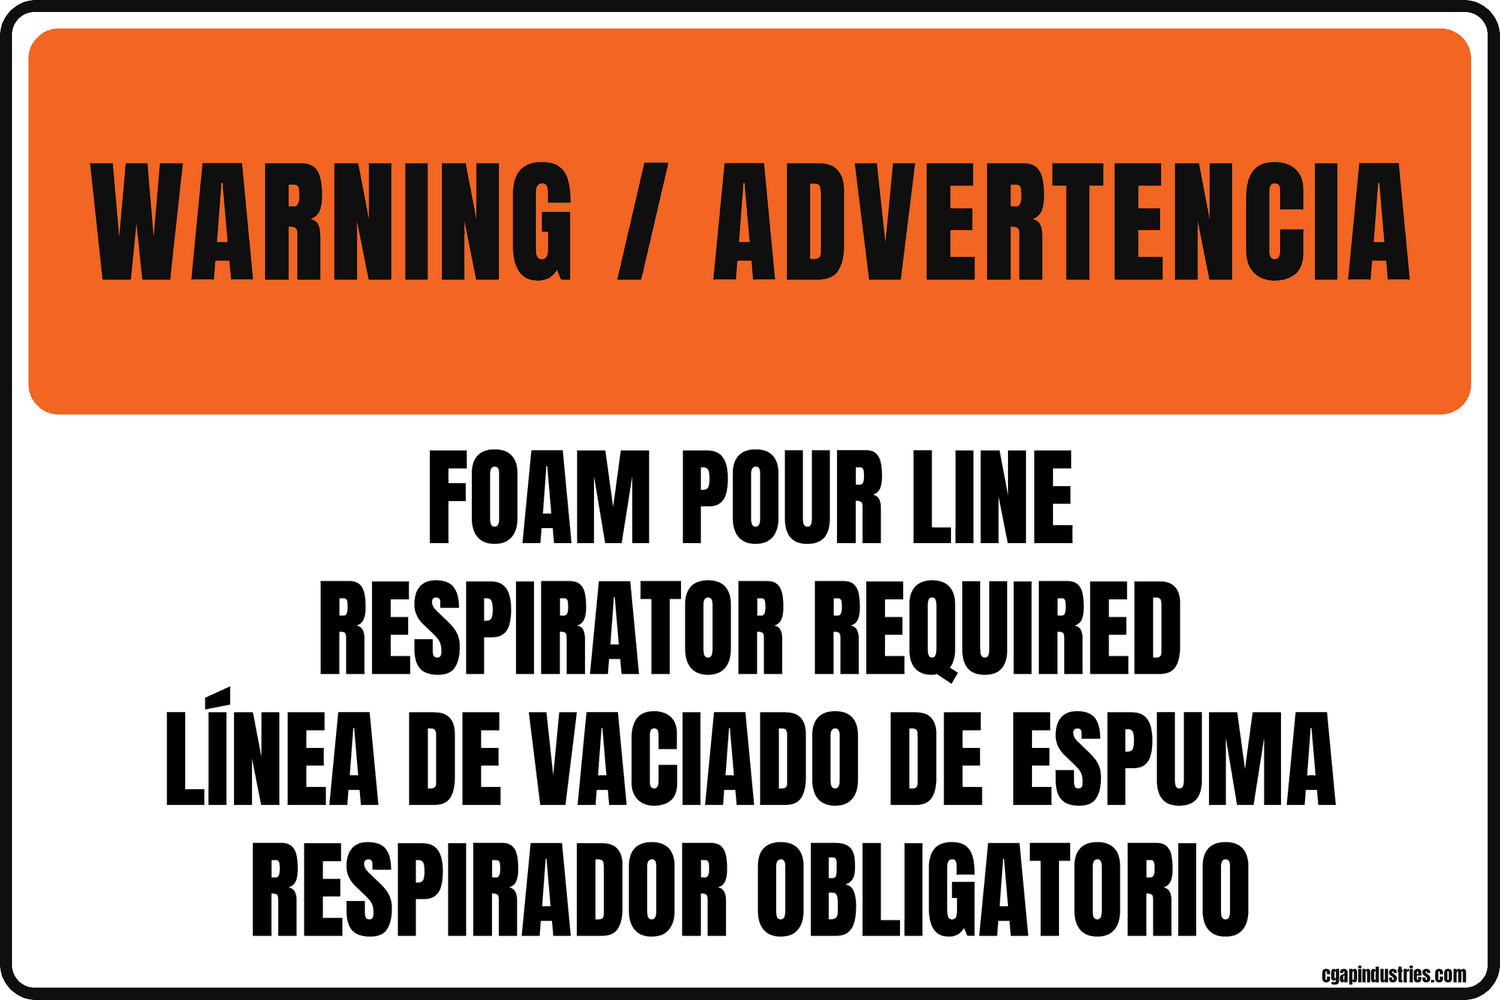 WARNING / ADVERTENCIA
FOAM POUR LINE
RESPIRATOR REQUIRED
LÍNEA DE VACIADO DE ESPUMA
RESPIRADOR OBLIGATORIO
cgapindustries.com